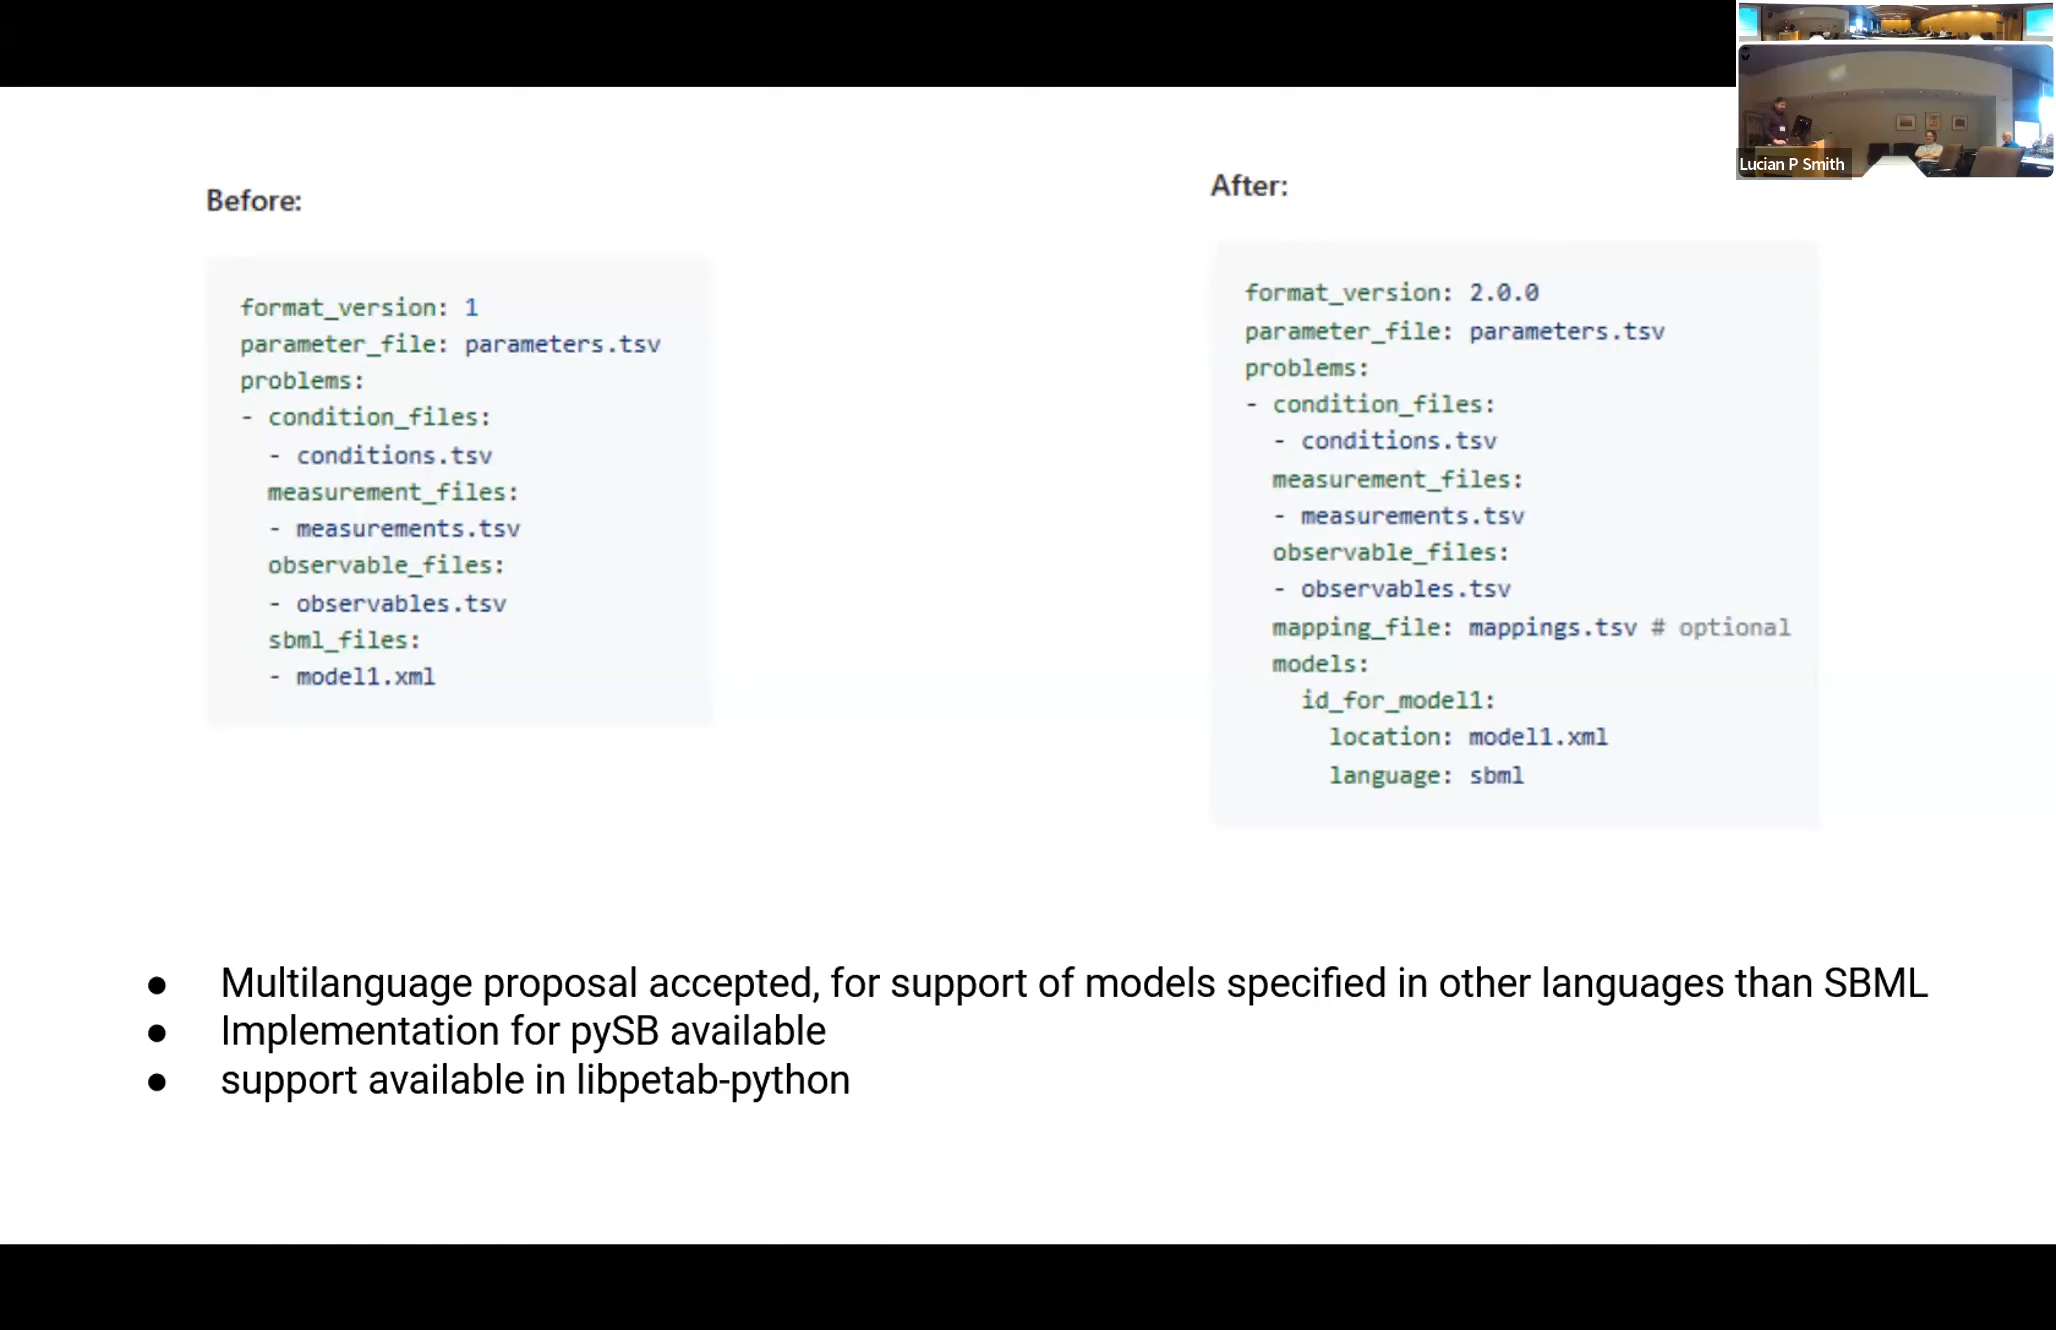 Lucian P Smith
Before:
format_version: 1
parameter_file: parameters.tsv
problems:
- condition_files:
- conditions.tsv
measurement_files:
- measurements.tsv
observable_files:
- observables.tsv
sbml_files:
- model1.xml
After:
format_version: 2.0.0
parameter_file: parameters.tsv
problems:
- condition_files:
- conditions.tsv
measurement_files:
- measurements.tsv
observable_files:
- observables.tsv
mapping_file: mappings.tsv # optional
models:
id_for_model1:
location: model1.xml
language: sbml
● Multilanguage proposal accepted, for support of models specified in other languages than SBML
● Implementation for pySB available
● support available in libpetab-python